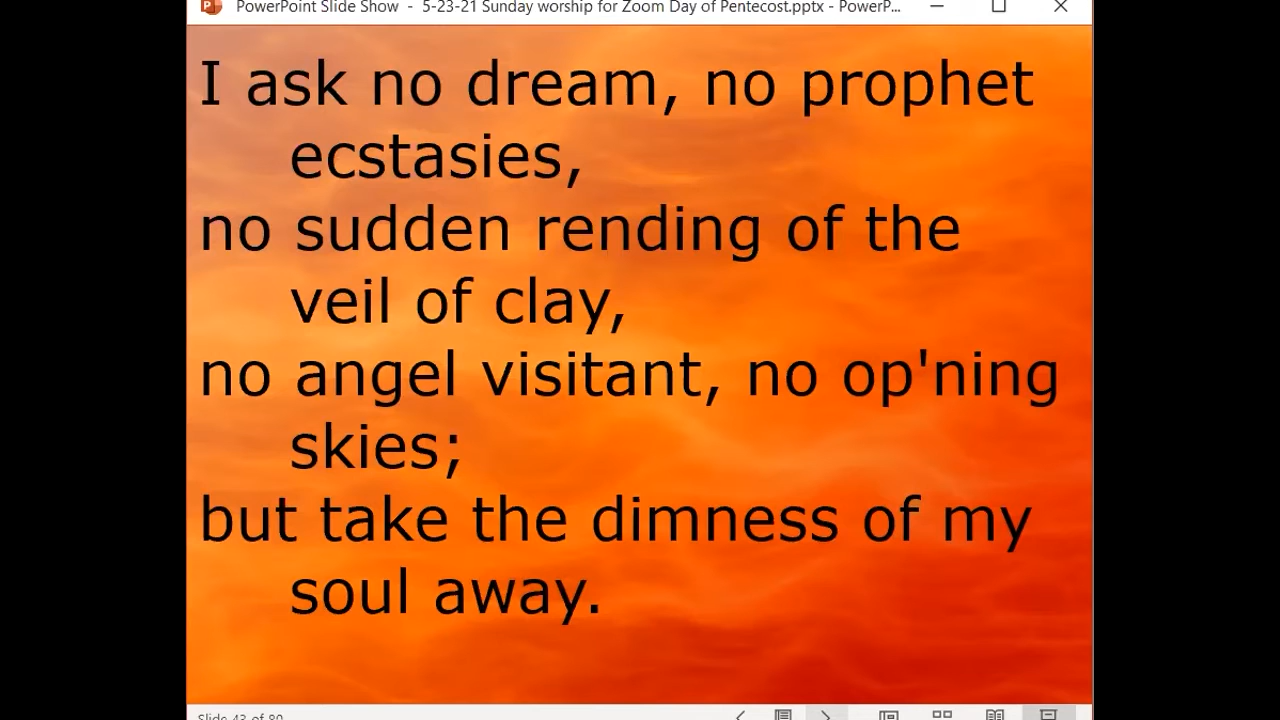 PowerPoint Slide Show - 5-23-21 Sunday worship for Zoom Day of Pentecost.pptx - PowerP...
I ask no dream, no prophet
ecstasies,
no sudden rending of the
veil of clay,
no angel visitant, no op'ning
skies;
but take the dimness of my
soul away.
Slide 43 of 80